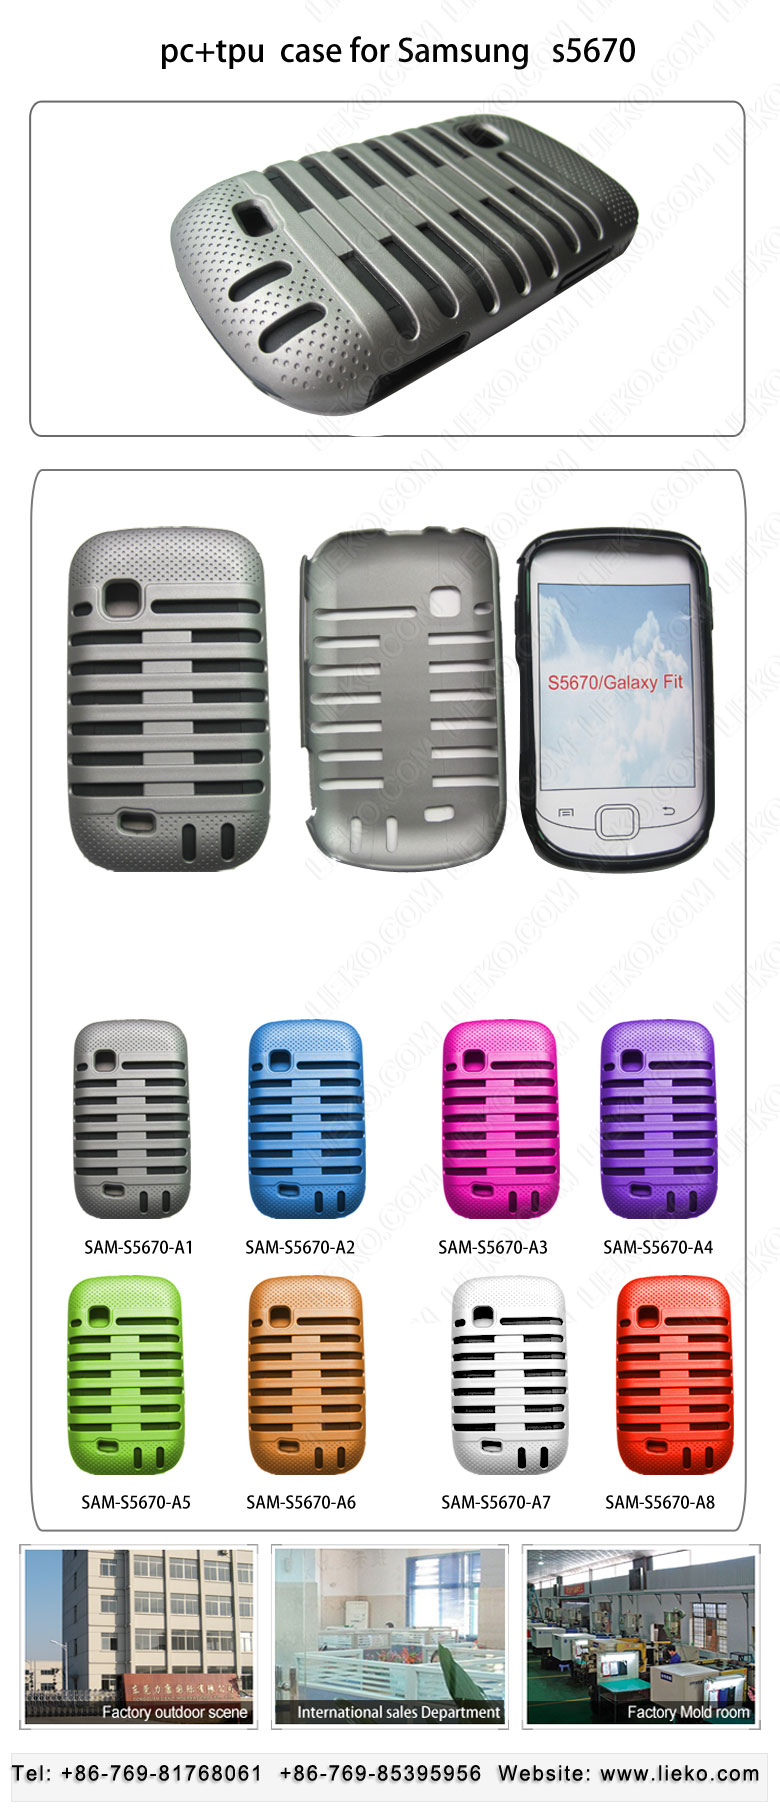 pc+tpu case for Samsung s5670
LIEKO.COM
S5670/Galaxy Fit
SAM-S5670-A1 SAM-S5670-A2 SAM-S5670-A3 SAM-S5670-A4
SAM-S5670-A5 SAM-S5670-A6 SAM-S5670-A7 SAM-S5670-A8
Factory outdoor scene International sales Department Factory Mold room
Tel: +86-769-81768061 +86-769-85395956 Website: www.lieko.com